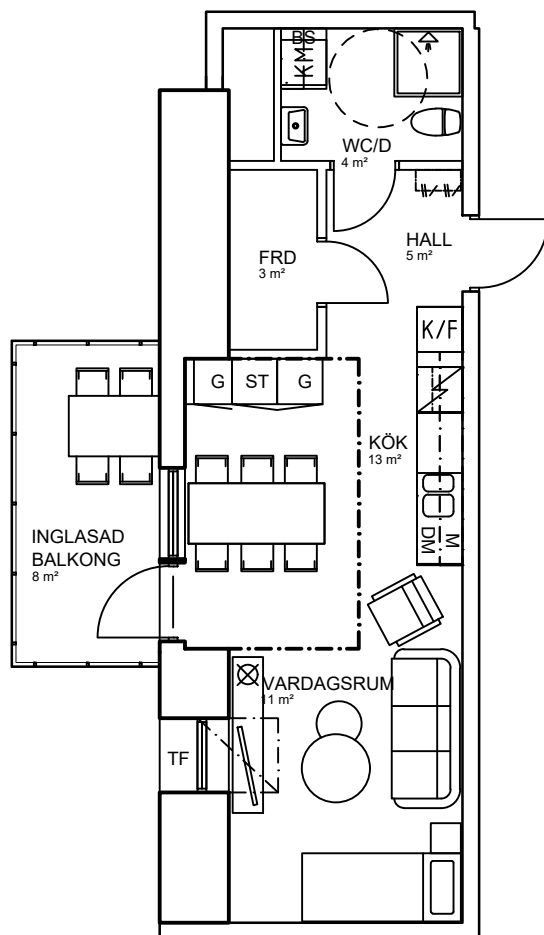 BS
KM
KT
WC/D
4 m²
HALL
5 m²
FRD
3 m²
K/F
G
ST
G
KÖK
13 m²
M
DM
INGLASAD
BALKONG
8 m²
VARDAGSRUM
11 m²
TF